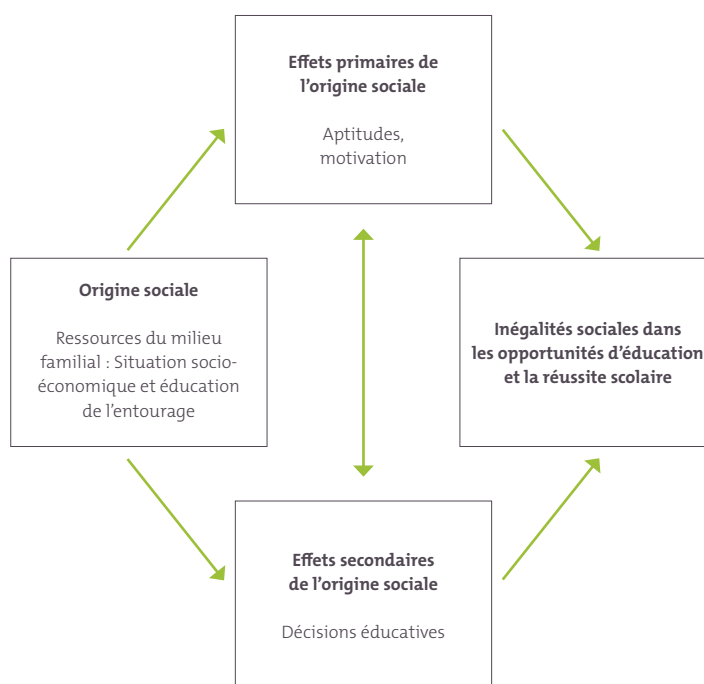 Effets primaires de
l'origine sociale
Aptitudes,
motivation
Origine sociale
Ressources du milieu
familial : Situation socio-
économique et éducation
de l'entourage
Inégalités sociales dans
les opportunités d'éducation
et la réussite scolaire
Effets secondaires
de l'origine sociale
Décisions éducatives